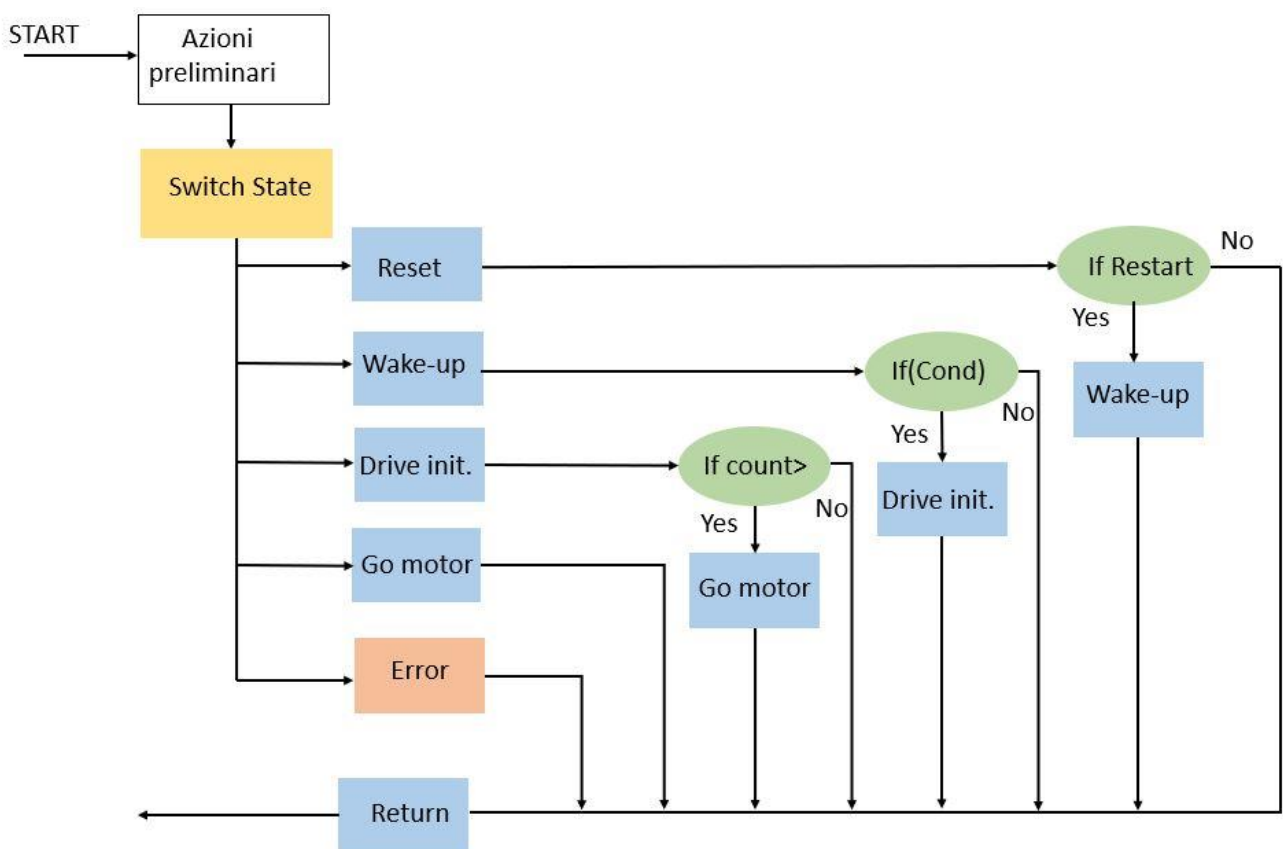 START
Azioni
preliminari
Switch State
Reset
If Restart
No
Yes
Wake-up
If(Cond)
No
Yes
Wake-up
Drive init.
If count>
No
Yes
Drive init.
Go motor
Go motor
Error
Return